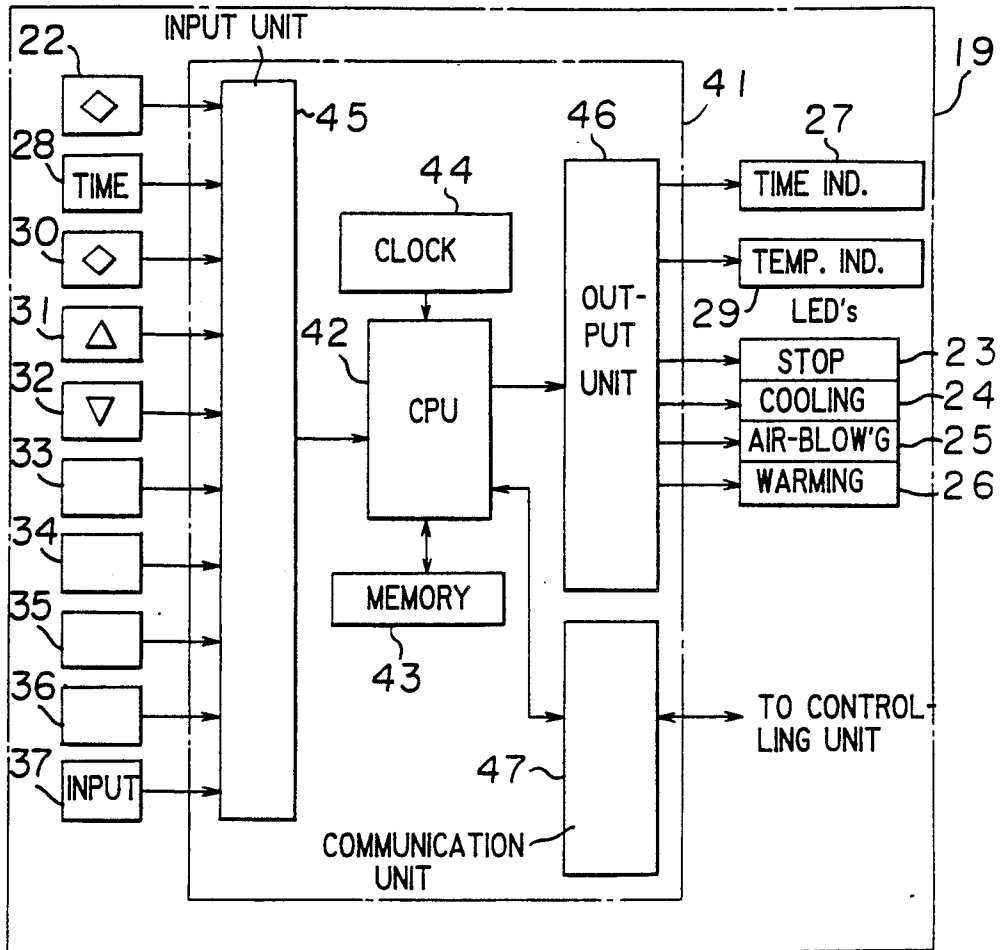 INPUT UNIT
22
45
41
19
28
TIME
46
27
TIME IND.
44
CLOCK
30
TEMP. IND.
29
LED's
31
OUT-
PUT
UNIT
42
CPU
32
STOP
23
COOLING
24
AIR-BLOW'G
25
WARMING
26
33
34
MEMORY
43
35
36
TO CONTROL-
LING UNIT
37
INPUT
47
COMMUNICATION
UNIT